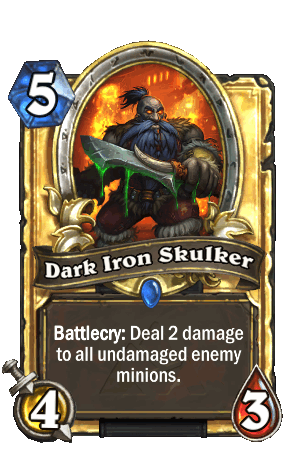 5
Dark Iron Skulker
Battlecry: Deal 2 damage
to all undamaged enemy
minions.
4
3